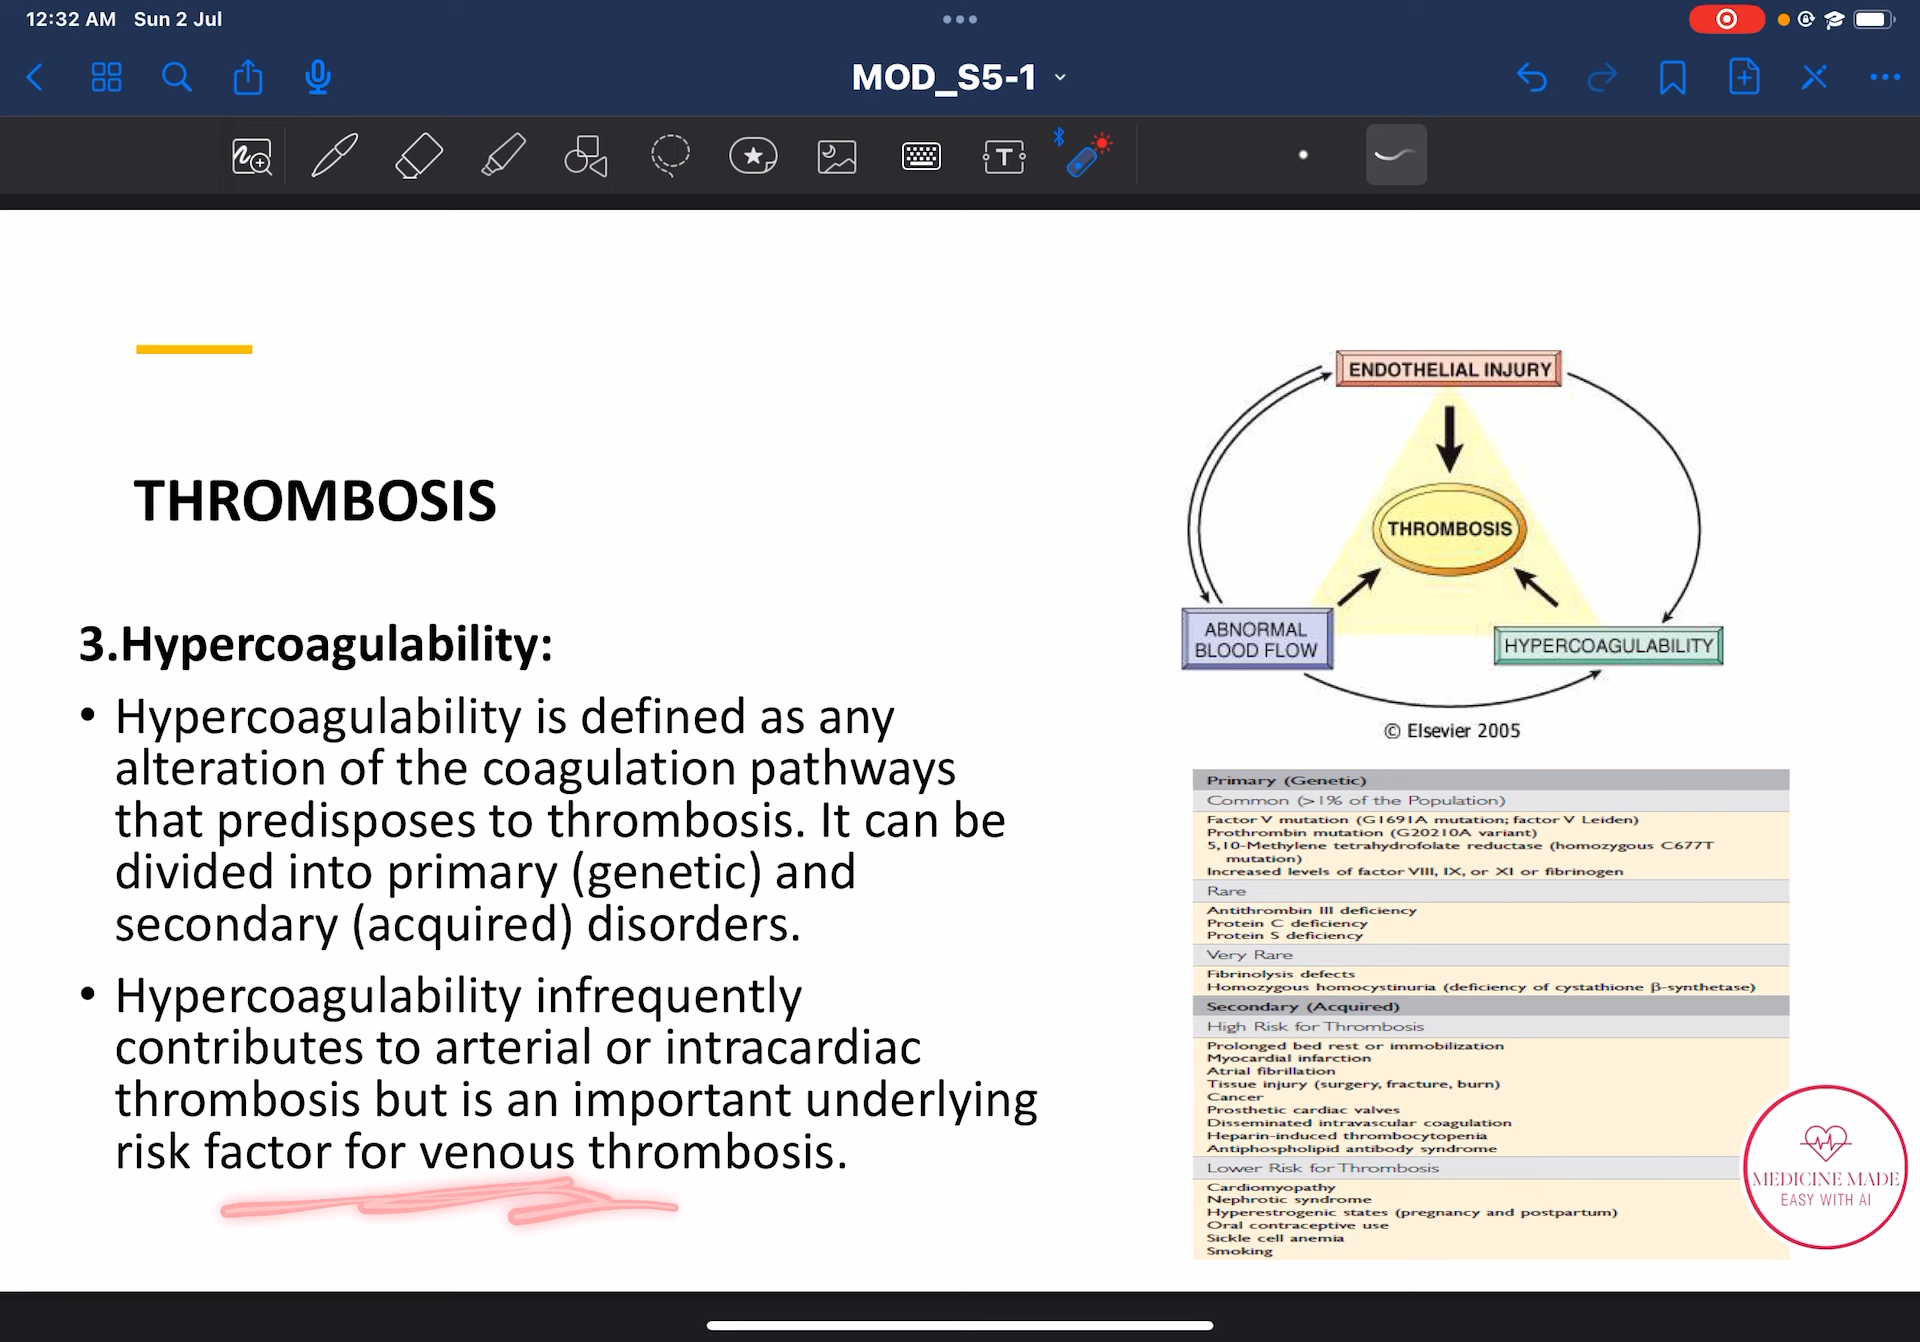 12:32 AM Sun 2 Jul
MOD_S5-1
THROMBOSIS
3.Hypercoagulability:
• Hypercoagulability is defined as any
alteration of the coagulation pathways
that predisposes to thrombosis. It can be
divided into primary (genetic) and
secondary (acquired) disorders.
• Hypercoagulability infrequently
contributes to arterial or intracardiac
thrombosis but is an important underlying
risk factor for venous thrombosis.
ENDOTHELIAL INJURY
THROMBOSIS
ABNORMAL
BLOOD FLOW
HYPERCOAGULABILITY
© Elsevier 2005
Primary (Genetic)
Common (>1% of the Population)
Factor V mutation (G1691A mutation; factor V Leiden)
Prothrombin mutation (G20210A variant)
5,10-Methylene tetrahydrofolate reductase (homozygous C677T
mutation)
Increased levels of factor VIII, IX, or XI or fibrinogen
Rare
Antithrombin III deficiency
Protein C deficiency
Protein S deficiency
Very Rare
Fibrinolysis defects
Homozygous homocystinuria (deficiency of cystathione β-synthetase)
Secondary (Acquired)
High Risk for Thrombosis
Prolonged bed rest or immobilization
Myocardial infarction
Atrial fibrillation
Tissue injury (surgery, fracture, burn)
Cancer
Prosthetic cardiac valves
Disseminated intravascular coagulation
Heparin-induced thrombocytopenia
Antiphospholipid antibody syndrome
Lower Risk for Thrombosis
Cardiomyopathy
Nephrotic syndrome
Hyperestrogenic states (pregnancy and postpartum)
Oral contraceptive use
Sickle cell anemia
Smoking
MEDICINE MADE
EASY WITH AI